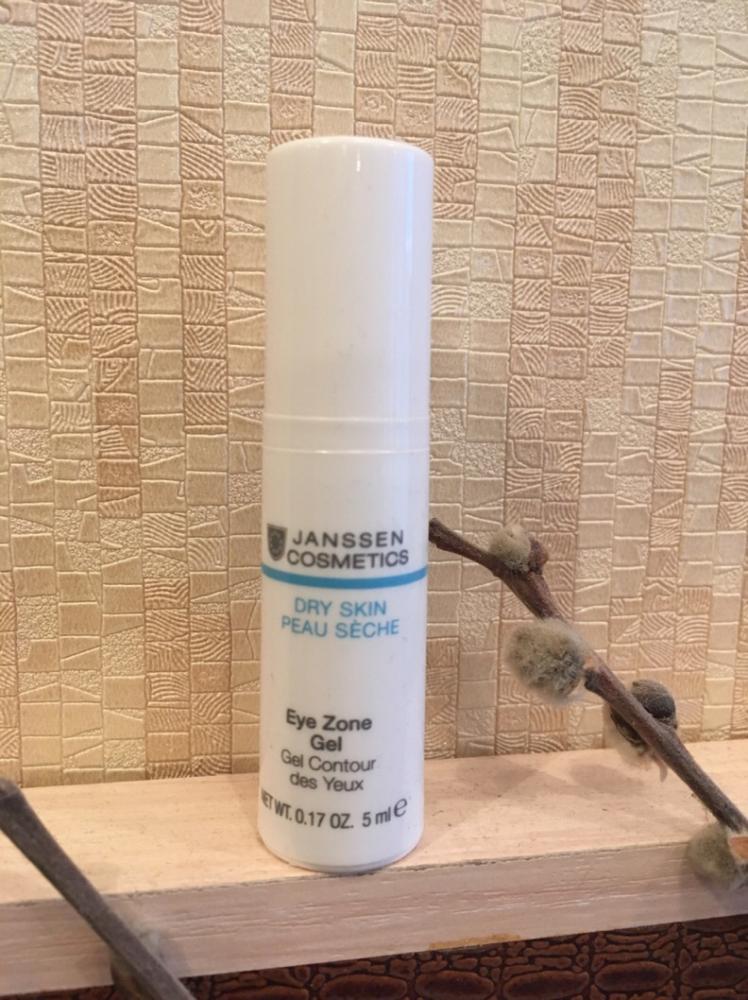 JANSSEN
COSMETICS
DRY SKIN
PEAU SÈCHE
Eye Zone
Gel
Gel Contour
des Yeux
NET WT. 0.17 OZ. 5 ml e